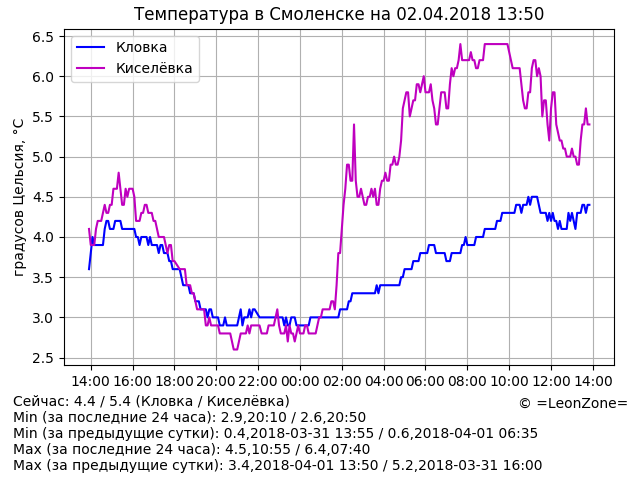 Температура в Смоленске на 02.04.2018 13:50
Кловка
Киселёвка
градусов Цельсия, °C
6.5
6.0
5.5
5.0
4.5
4.0
3.5
3.0
2.5
14:00 16:00 18:00 20:00 22:00 00:00 02:00 04:00 06:00 08:00 10:00 12:00 14:00
Сейчас: 4.4 / 5.4 (Кловка / Киселёвка)
© =LeonZone=
Min (за последние 24 часа): 2.9,20:10 / 2.6,20:50
Min (за предыдущие сутки): 0.4,2018-03-31 13:55 / 0.6,2018-04-01 06:35
Max (за последние 24 часа): 4.5,10:55 / 6.4,07:40
Max (за предыдущие сутки): 3.4,2018-04-01 13:50 / 5.2,2018-03-31 16:00